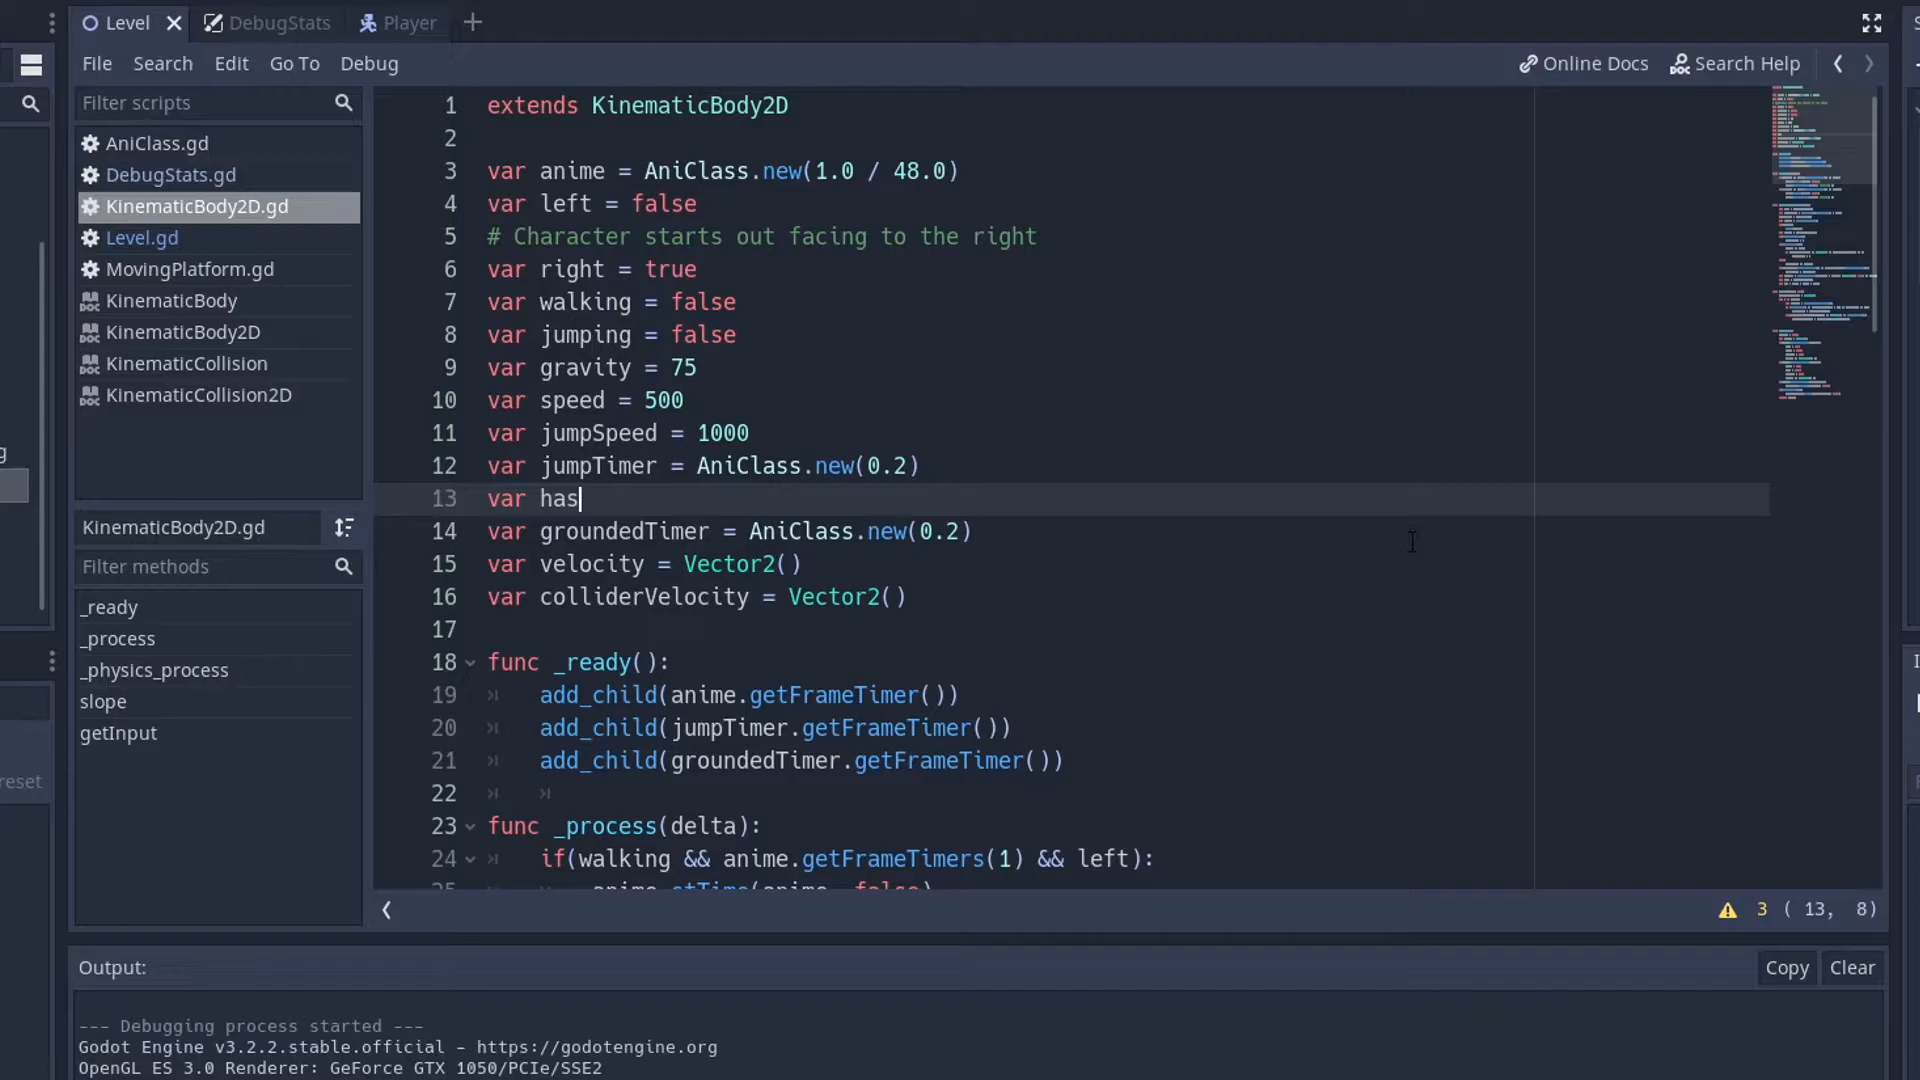 Level DebugStats Player
File Search Edit Go To Debug Online Docs Search Help
Filter scripts
AniClass.gd
DebugStats.gd
KinematicBody2D.gd
Level.gd
MovingPlatform.gd
KinematicBody
KinematicBody2D
KinematicCollision
KinematicCollision2D
KinematicBody2D.gd
Filter methods
_ready
_process
_physics_process
slope
getInput
g
reset
1 extends KinematicBody2D
2
3 var anime = AniClass.new(1.0 / 48.0)
4 var left = false
5 # Character starts out facing to the right
6 var right = true
7 var walking = false
8 var jumping = false
9 var gravity = 75
10 var speed = 500
11 var jumpSpeed = 1000
12 var jumpTimer = AniClass.new(0.2)
13 var has
14 var groundedTimer = AniClass.new(0.2)
15 var velocity = Vector2()
16 var colliderVelocity = Vector2()
17
18 func _ready():
19 add_child(anime.getFrameTimer())
20 add_child(jumpTimer.getFrameTimer())
21 add_child(groundedTimer.getFrameTimer())
22
23 func _process(delta):
24 if(walking && anime.getFrameTimers(1) && left):
3 ( 13, 8)
Output: Copy Clear
--- Debugging process started ---
Godot Engine v3.2.2.stable.official - https://godotengine.org
OpenGL ES 3.0 Renderer: GeForce GTX 1050/PCIe/SSE2